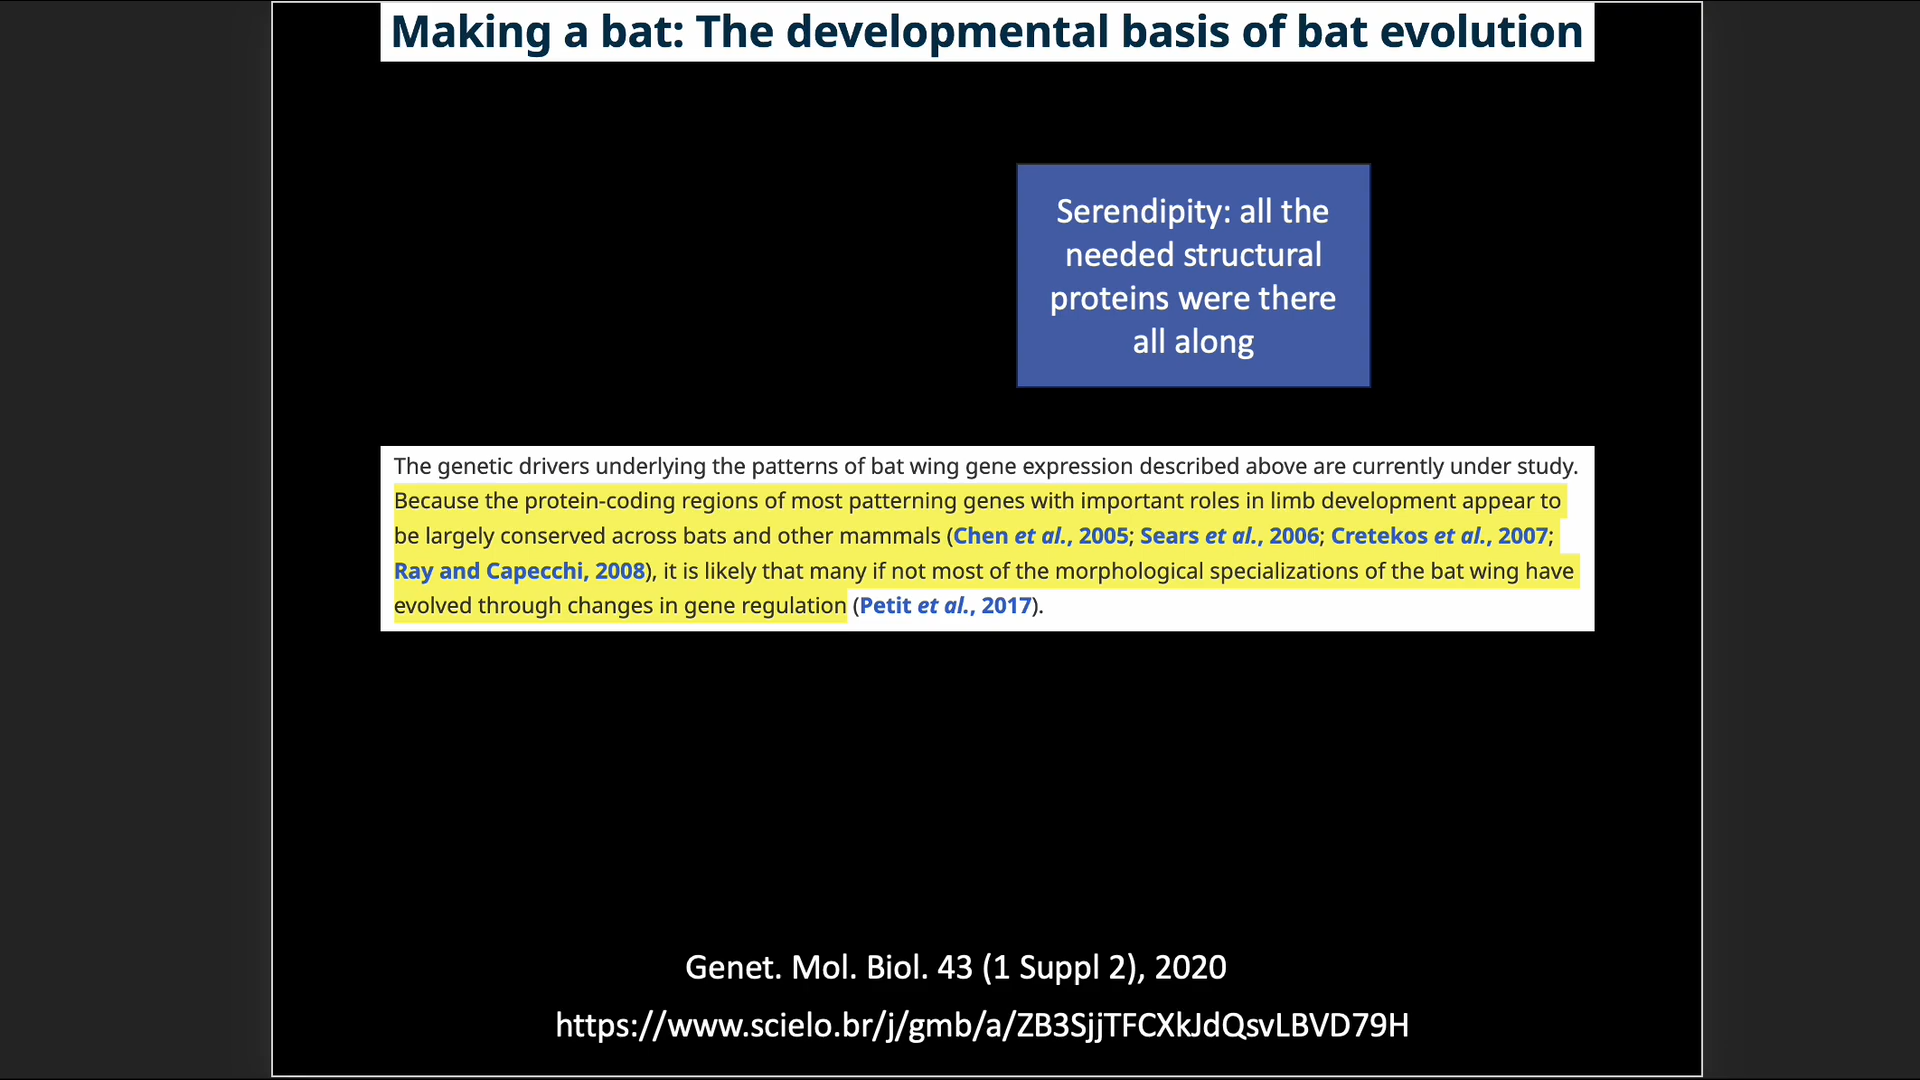 Making a bat: The developmental basis of bat evolution
Serendipity: all the
needed structural
proteins were there
all along
The genetic drivers underlying the patterns of bat wing gene expression described above are currently under study.
Because the protein-coding regions of most patterning genes with important roles in limb development appear to
be largely conserved across bats and other mammals (Chen et al., 2005; Sears et al., 2006; Cretekos et al., 2007;
Ray and Capecchi, 2008), it is likely that many if not most of the morphological specializations of the bat wing have
evolved through changes in gene regulation (Petit et al., 2017).
Genet. Mol. Biol. 43 (1 Suppl 2), 2020
https://www.scielo.br/j/gmb/a/ZB3SjjTFCXkJdQsvLBVD79H